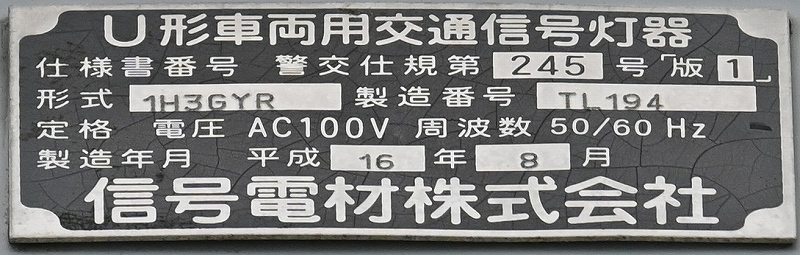 U形車両用交通信号灯器
仕様書番号 警交仕規第 245 号「版 1」
形式 1H3GYR 製造番号 TL194
定格 電圧 AC100V 周波数 50/60Hz
製造年月 平成 16 年 8 月
信号電材株式会社